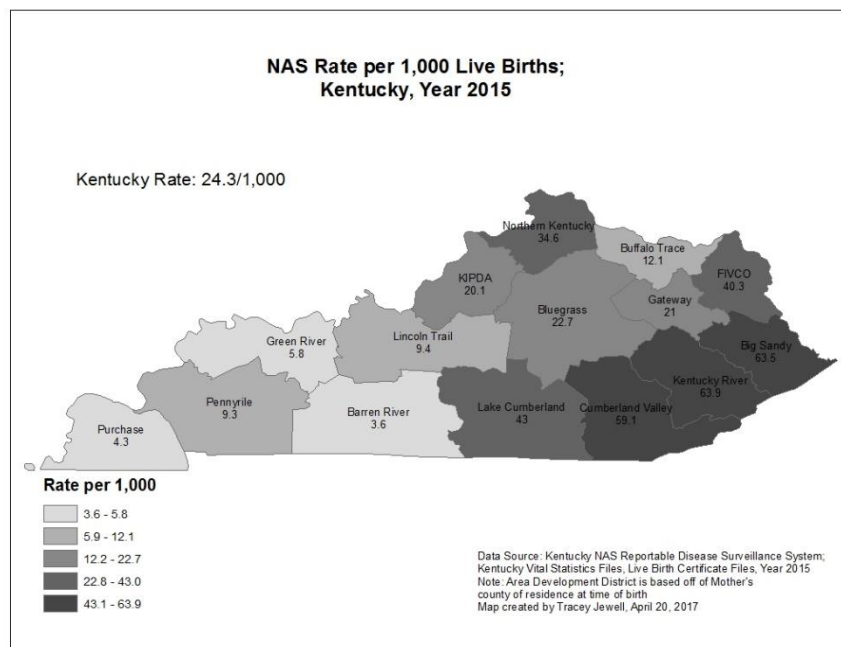 NAS Rate per 1,000 Live Births;
Kentucky, Year 2015
Kentucky Rate: 24.3/1,000
Northern Kentucky
34.6
Buffalo Trace
12.1
FIVCO
40.3
KIPDA
20.1
Gateway
21
Bluegrass
22.7
Green River
5.8
Lincoln Trail
9.4
Big Sandy
63.5
Kentucky River
63.9
Pennyrile
9.3
Barren River
3.6
Lake Cumberland
43
Cumberland Valley
59.1
Purchase
4.3
Rate per 1,000
3.6 - 5.8
5.9 - 12.1
12.2 - 22.7
22.8 - 43.0
43.1 - 63.9
Data Source: Kentucky NAS Reportable Disease Surveillance System;
Kentucky Vital Statistics Files, Live Birth Certificate Files, Year 2015
Note: Area Development District is based off of Mother's
county of residence at time of birth
Map created by Tracey Jewell, April 20, 2017